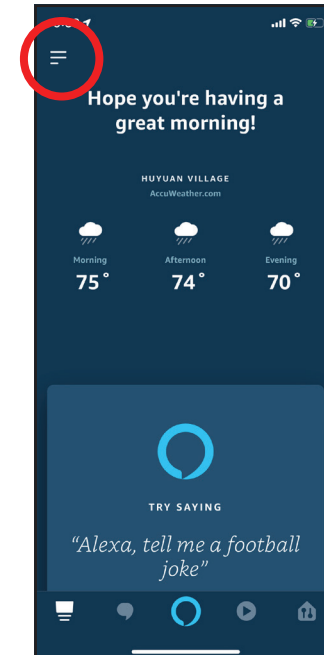 Hope you're having a
great morning!
HUYUAN VILLAGE
AccuWeather.com
Morning
Afternoon
Evening
75°
74°
70°
TRY SAYING
“Alexa, tell me a football
joke”